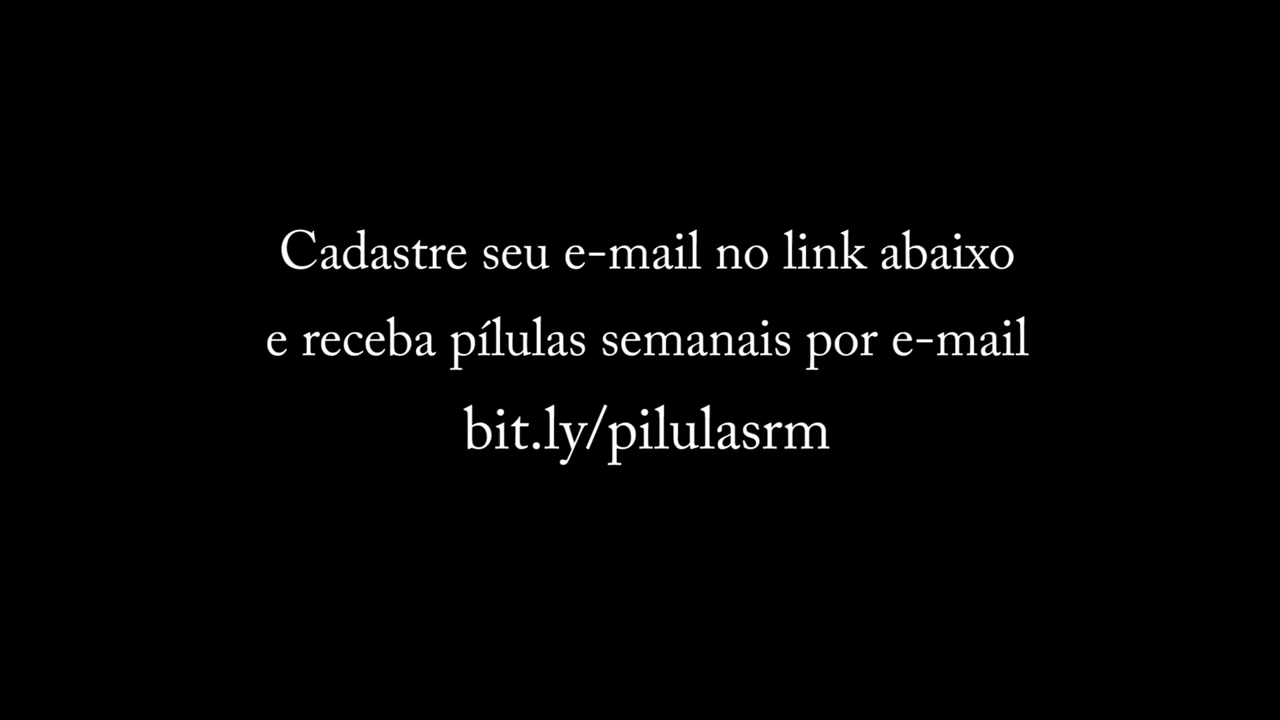 Cadastre seu e-mail no link abaixo
e receba pílulas semanais por e-mail
bit.ly/pilulasrm